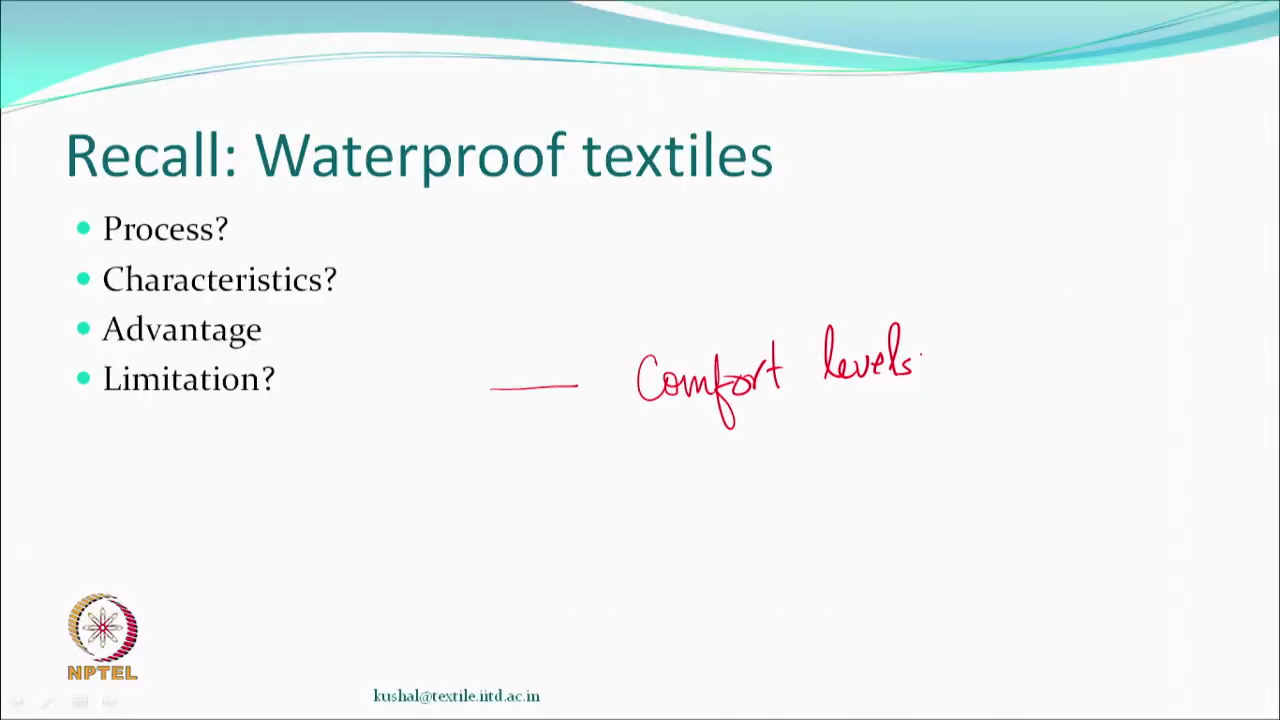 Recall: Waterproof textiles
Process?
Characteristics?
Advantage
Limitation? — Comfort levels
NPTEL
kushal@textile.iitd.ac.in